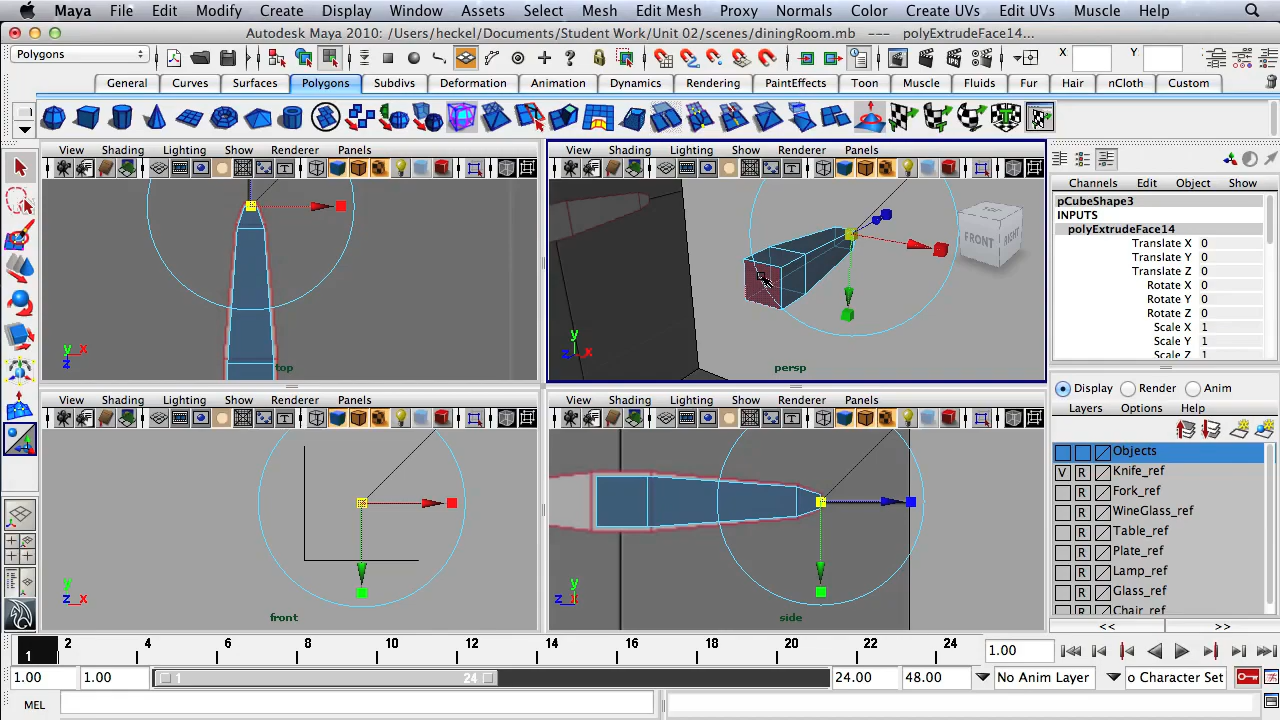 Maya File Edit Modify Create Display Window Assets Select Mesh Edit Mesh Proxy Normals Color Create UVs Edit UVs Muscle Help
Autodesk Maya 2010: /Users/heckel/Documents/Student Work/Unit 02/scenes/diningRoom.mb --- polyExtrudeFace14...
Polygons X Y
General Curves Surfaces Polygons Subdivs Deformation Animation Dynamics Rendering PaintEffects Toon Muscle Fluids Fur Hair nCloth Custom
View Shading Lighting Show Renderer Panels
View Shading Lighting Show Renderer Panels
Channels Edit Object Show
pCubeShape3
INPUTS
polyExtrudeFace14
Translate X 0
Translate Y 0
Translate Z 0
Rotate X 0
Rotate Y 0
Rotate Z 0
Scale X 1
Scale Y 1
Scale Z 1
TOP FRONT RIGHT
y x z top
y z x persp
View Shading Lighting Show Renderer Panels
View Shading Lighting Show Renderer Panels
Display Render Anim
Layers Options Help
Objects
V R Knife_ref
R Fork_ref
R WineGlass_ref
R Table_ref
R Plate_ref
R Lamp_ref
R Glass_ref
R Chair_ref
<< >>
y z x front
y z x side
1 2 4 6 8 10 12 14 16 18 20 22 24 1.00
1.00 1.00 1 24 24.00 48.00 No Anim Layer o Character Set
MEL